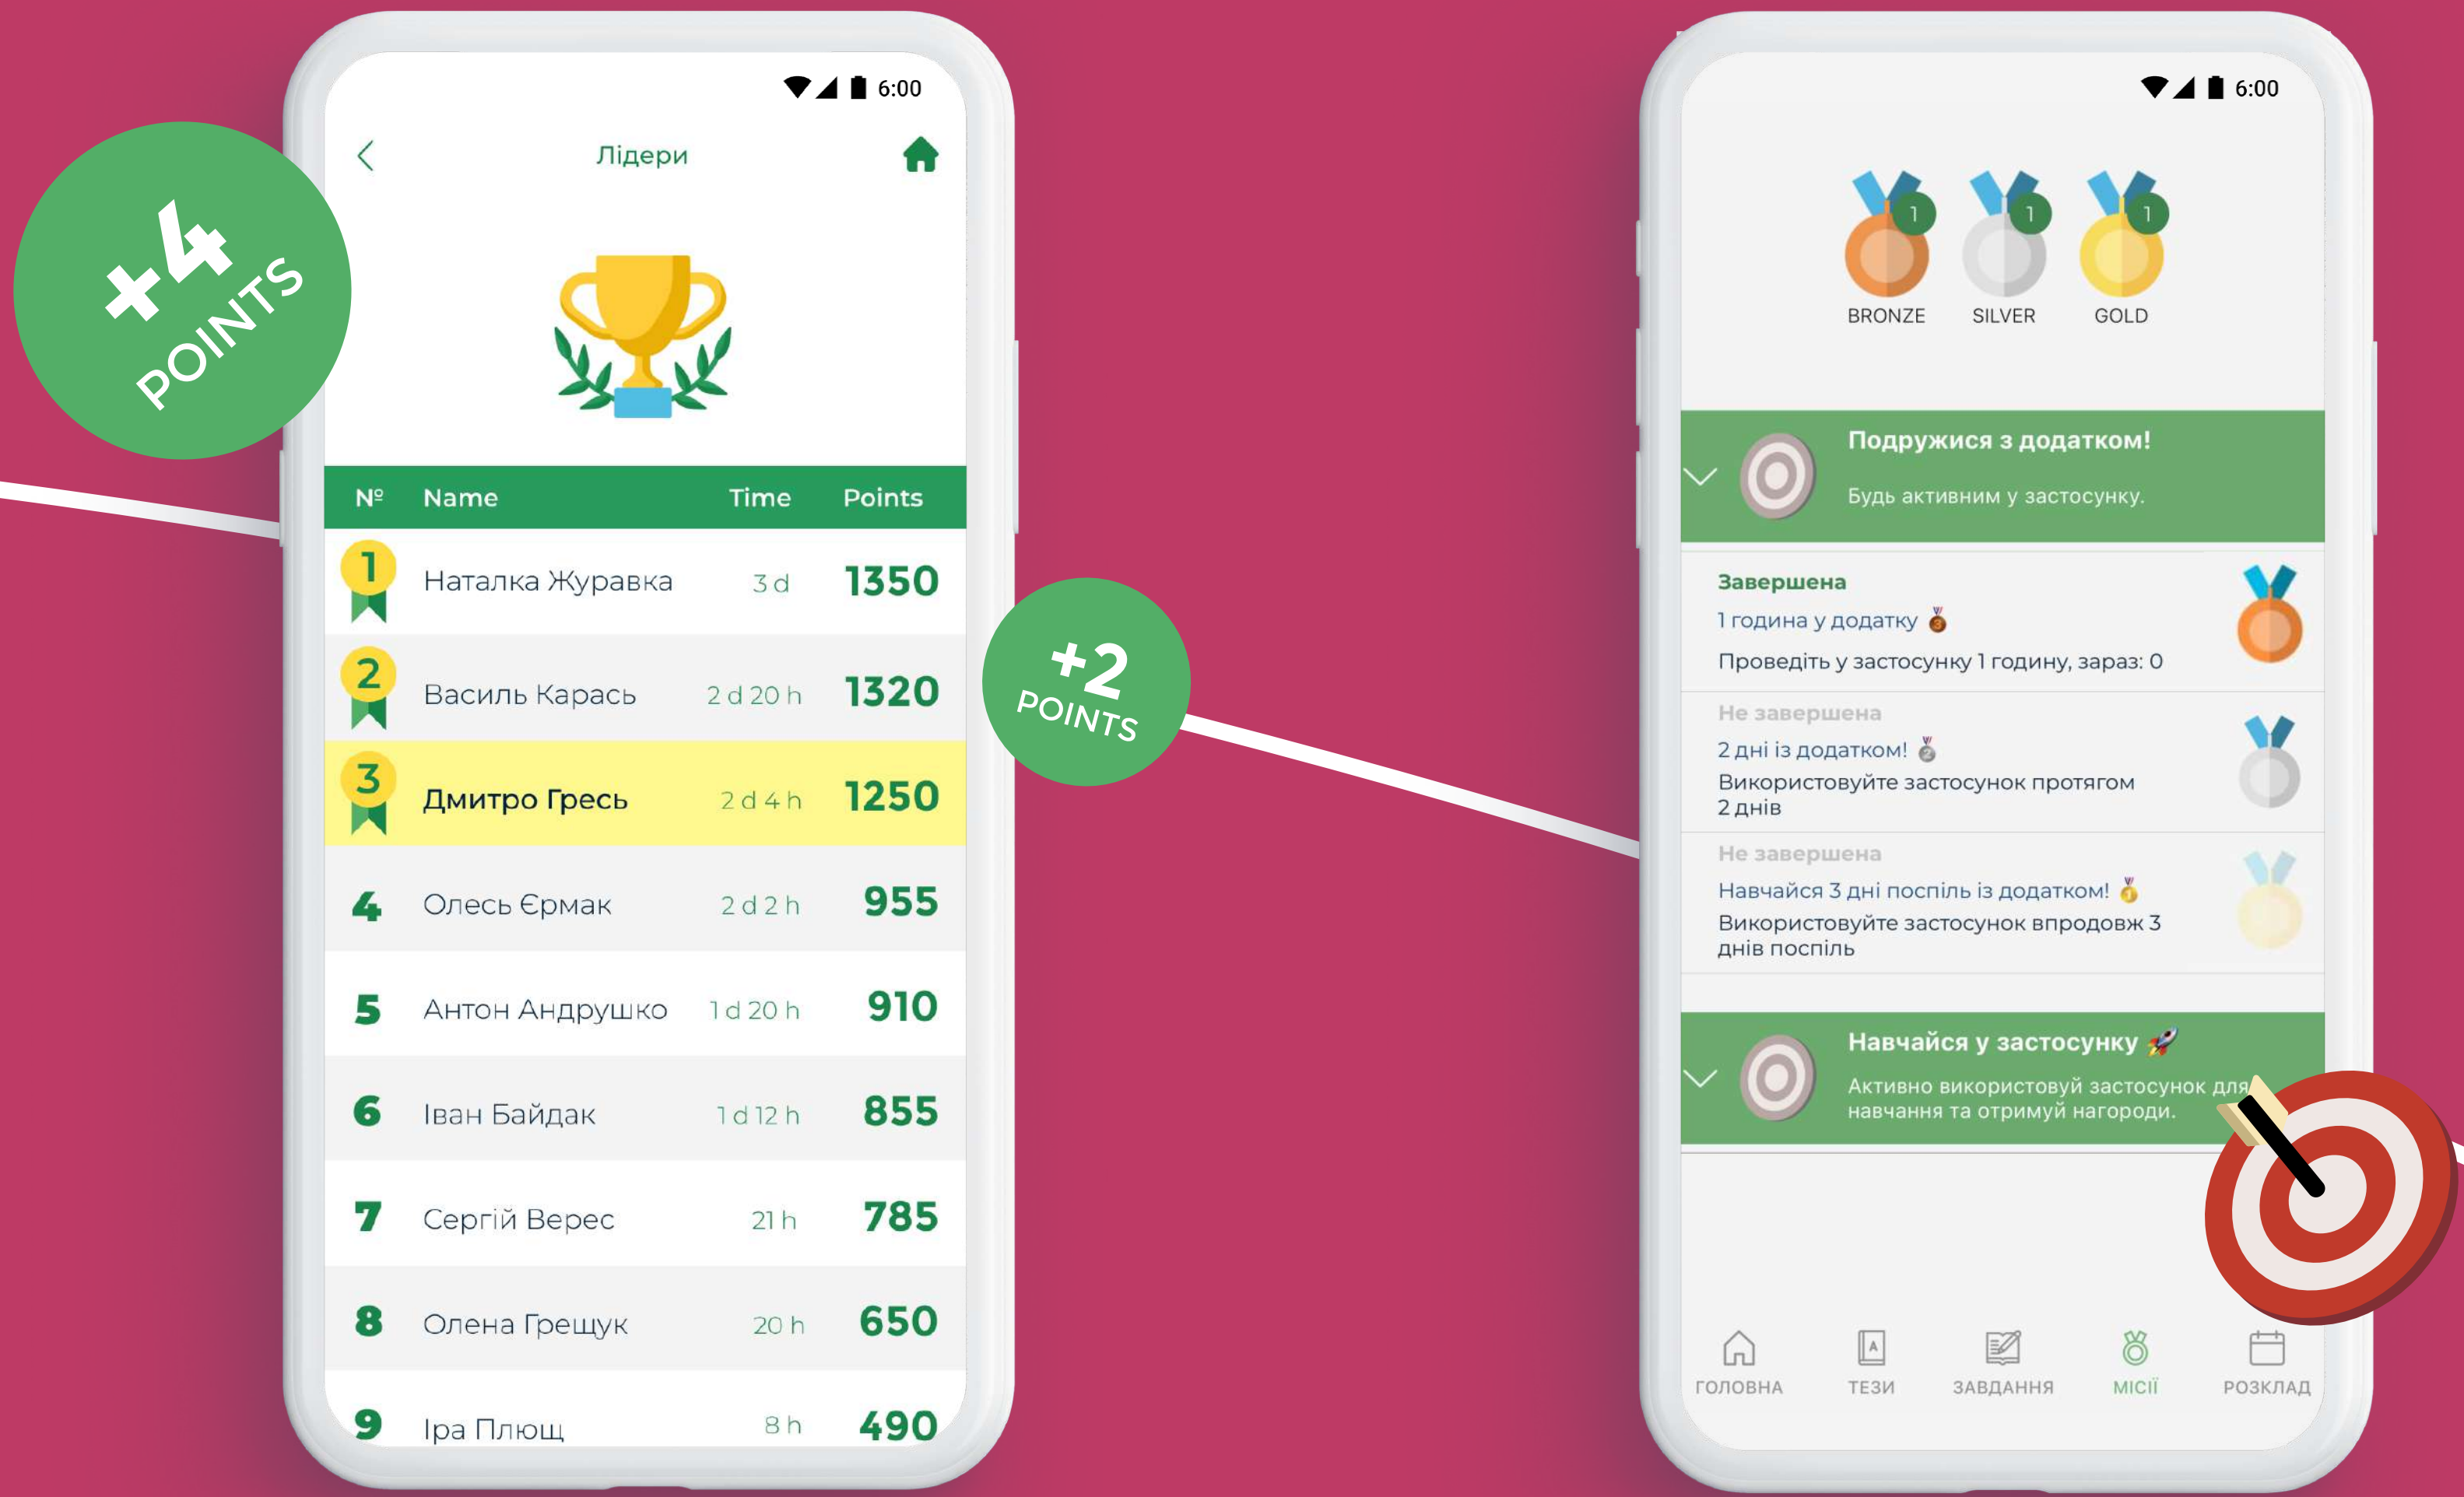 +4
POINTS
6:00
Лідери
№ Name Time Points
1 Наталка Журавка 3 d 1350
2 Василь Карась 2 d 20 h 1320
3 Дмитро Гресь 2 d 4 h 1250
4 Олесь Єрмак 2 d 2 h 955
5 Антон Андрушко 1 d 20 h 910
6 Іван Байдак 1 d 12 h 855
7 Сергій Верес 21 h 785
8 Олена Грещук 20 h 650
9 Іра Плющ 8 h 490
+2
POINTS
6:00
1 1 1
BRONZE SILVER GOLD
Подружися з додатком!
Будь активним у застосунку.
Завершена
1 година у додатку 3
Проведіть у застосунку 1 годину, зараз: 0
Не завершена
2 дні із додатком! 2
Використовуйте застосунок протягом
2 днів
Не завершена
Навчайся 3 дні поспіль із додатком! 1
Використовуйте застосунок впродовж 3
днів поспіль
Навчайся у застосунку
Активно використовуй застосунок для
навчання та отримуй нагороди.
A
ГОЛОВНА ТЕЗИ ЗАВДАННЯ МІСІЇ РОЗКЛАД